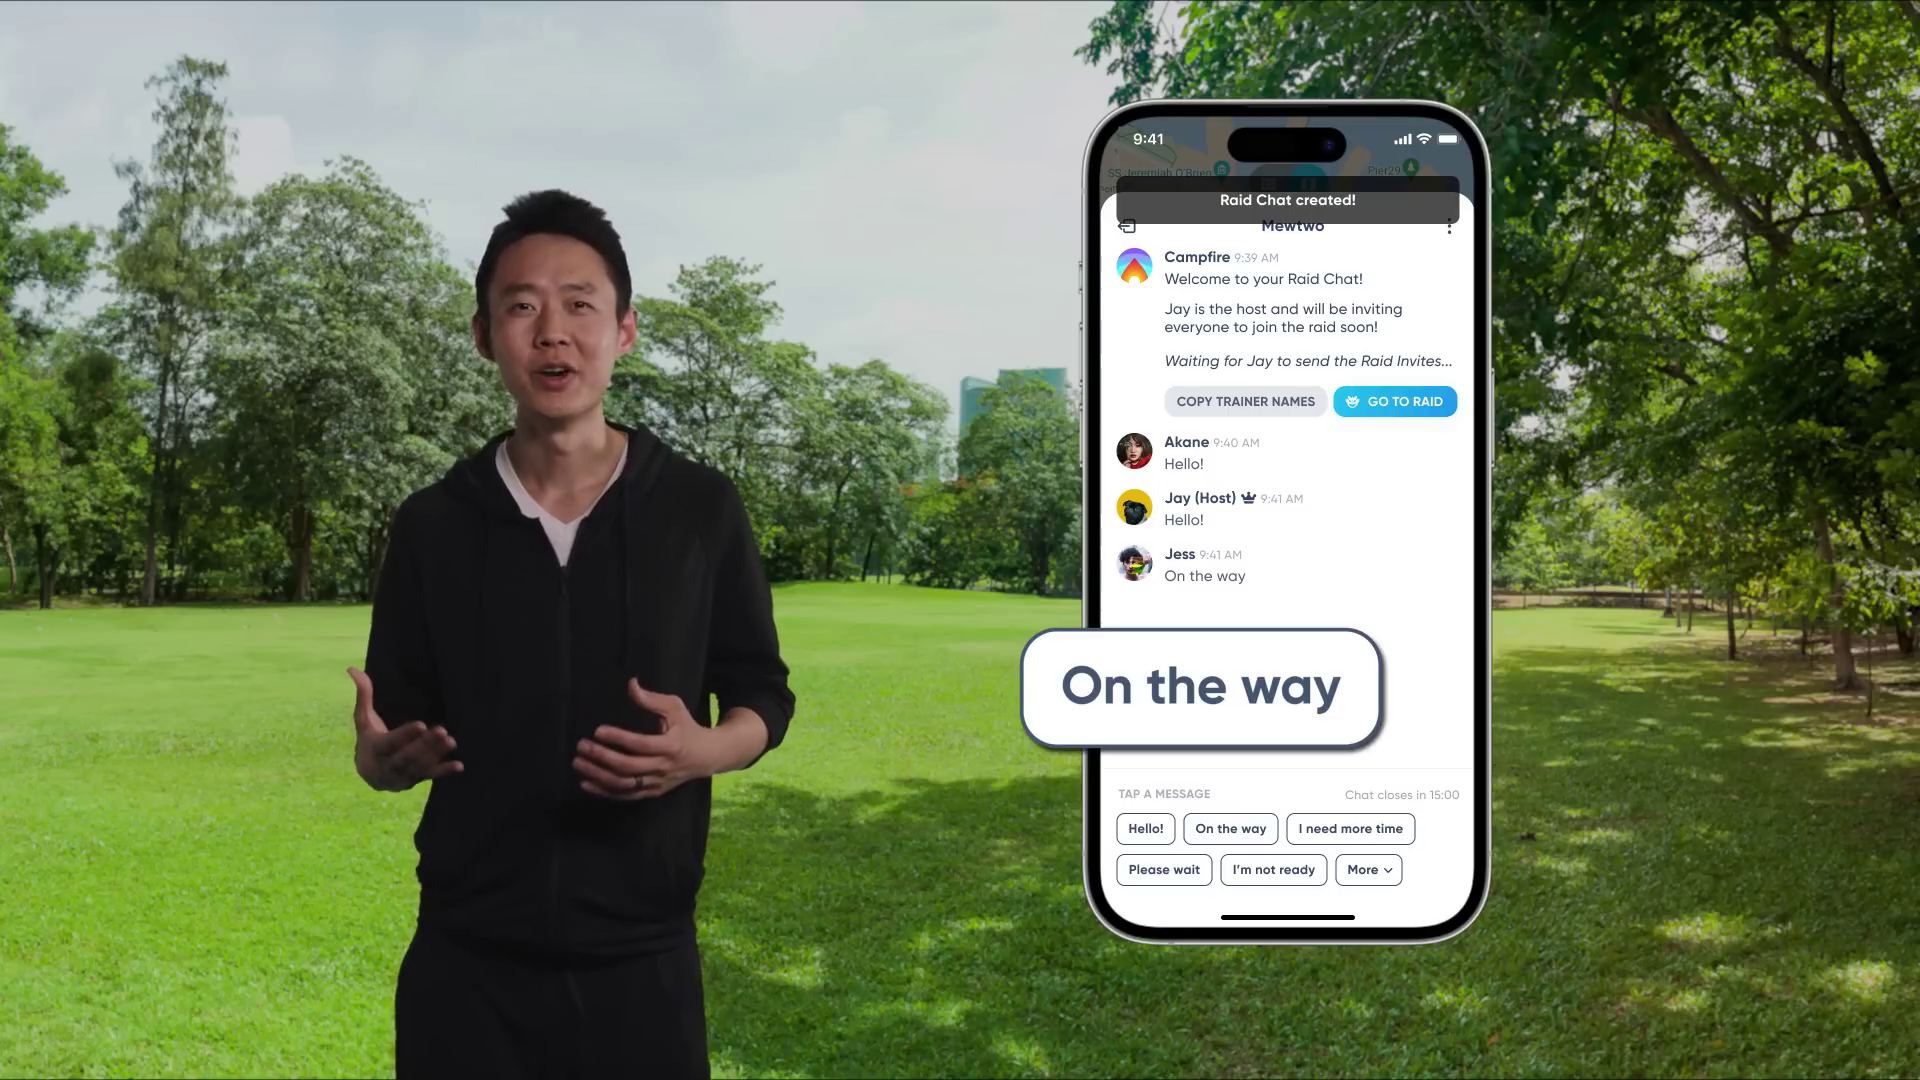 9:41
SS Jeremiah O'Brien
Pier29
Raid Chat created!
Mewtwo
Campfire 9:39 AM
Welcome to your Raid Chat!
Jay is the host and will be inviting
everyone to join the raid soon!
Waiting for Jay to send the Raid Invites...
COPY TRAINER NAMES
GO TO RAID
Akane 9:40 AM
Hello!
Jay (Host) 9:41 AM
Hello!
Jess 9:41 AM
On the way
On the way
TAP A MESSAGE
Chat closes in 15:00
Hello!
On the way
I need more time
Please wait
I'm not ready
More